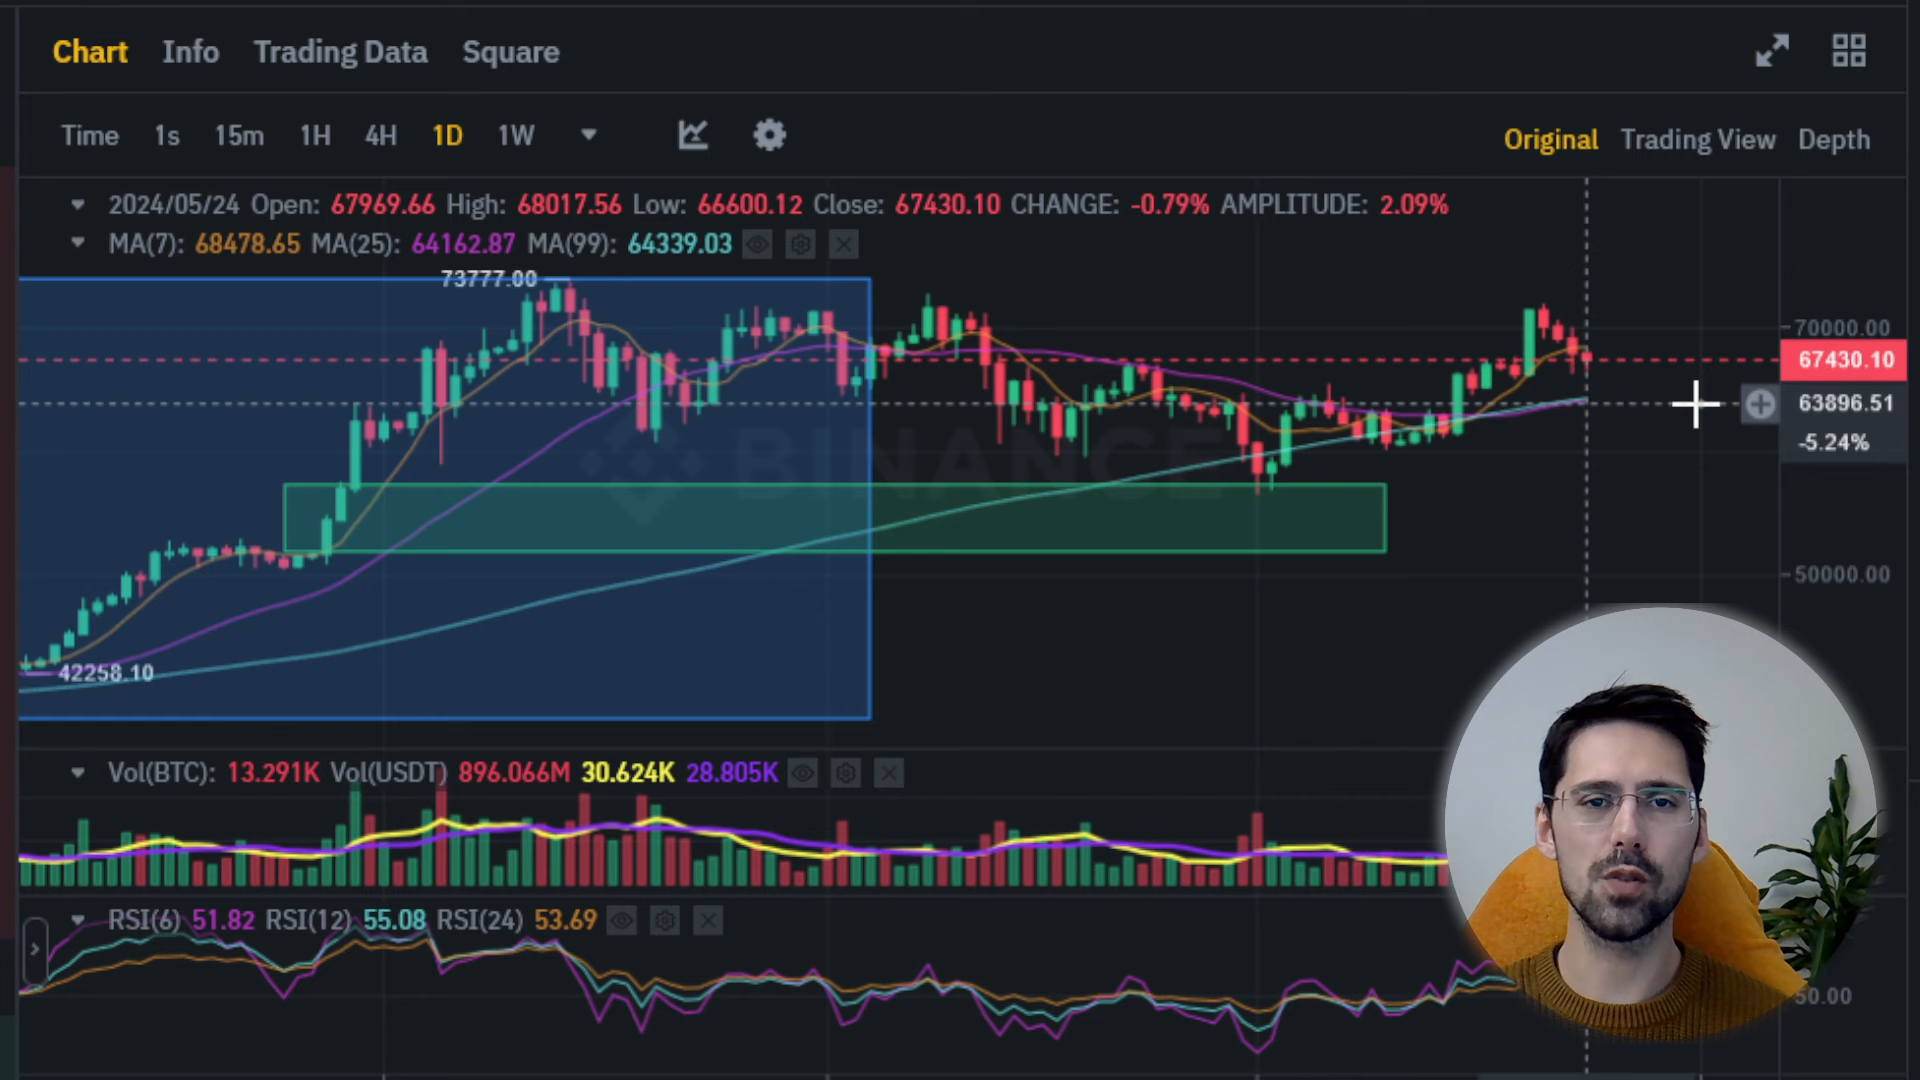 Chart Info Trading Data Square
Time 1s 15m 1H 4H 1D 1W
Original Trading View Depth
2024/05/24 Open: 67969.66 High: 68017.56 Low: 66600.12 Close: 67430.10 CHANGE: -0.79% AMPLITUDE: 2.09%
MA(7): 68478.65 MA(25): 64162.87 MA(99): 64339.03
73777.00
70000.00
67430.10
63896.51
-5.24%
BINANCE
50000.00
42258.10
Vol(BTC): 13.291K Vol(USDT) 896.066M 30.624K 28.805K
RSI(6) 51.82 RSI(12) 55.08 RSI(24) 53.69
50.00